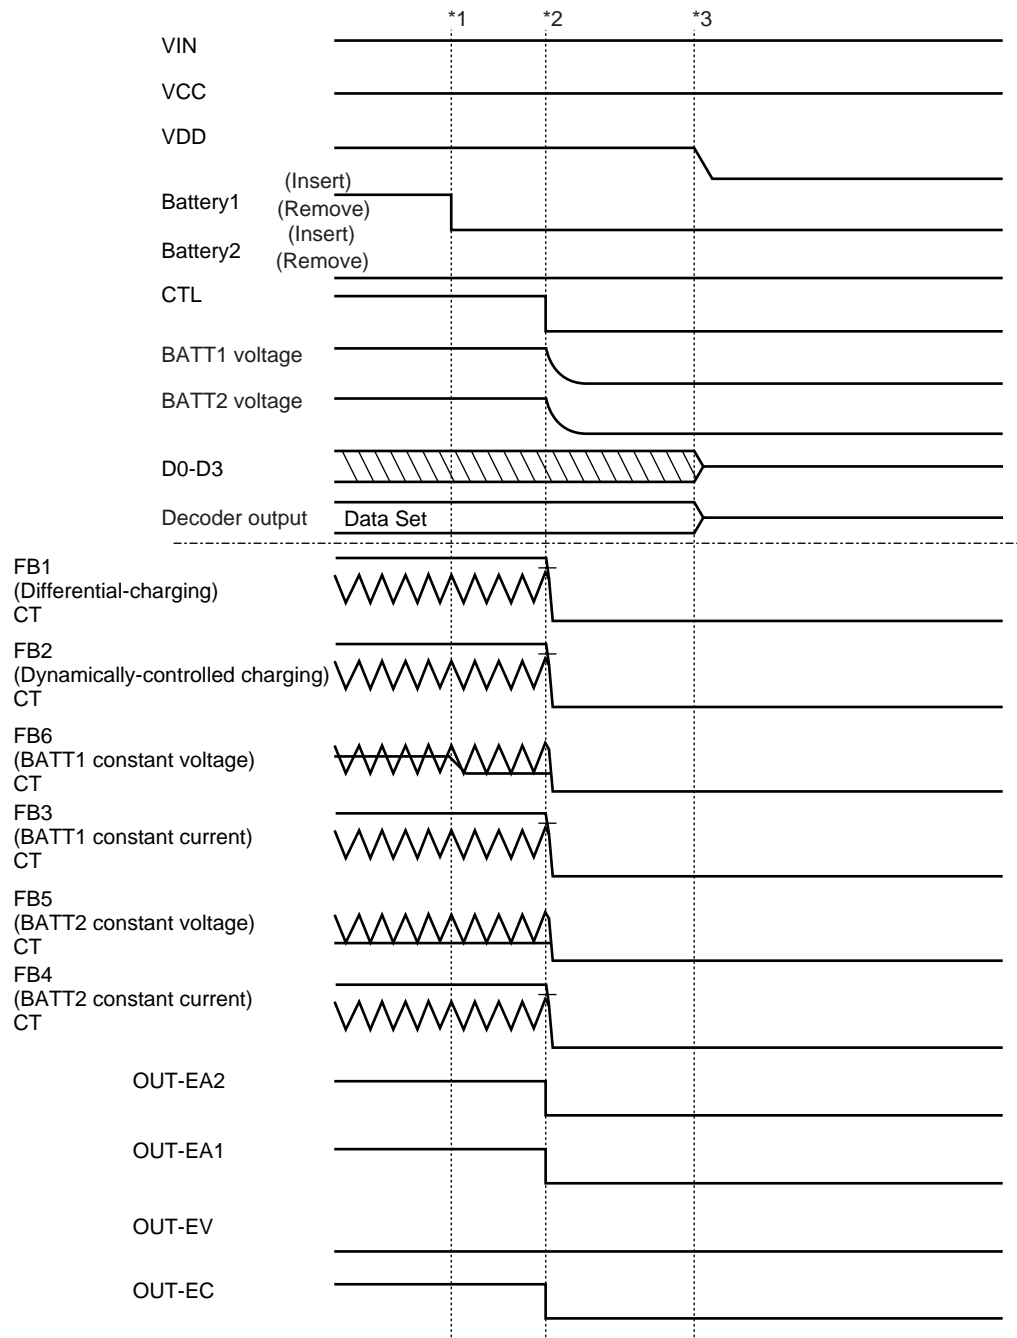 *1 *2 *3
VIN
VCC
VDD
(Insert)
Battery1 (Remove)
(Insert)
Battery2 (Remove)
CTL
BATT1 voltage
BATT2 voltage
D0-D3
Decoder output Data Set
FB1
(Differential-charging)
CT
FB2
(Dynamically-controlled charging)
CT
FB6
(BATT1 constant voltage)
CT
FB3
(BATT1 constant current)
CT
FB5
(BATT2 constant voltage)
CT
FB4
(BATT2 constant current)
CT
OUT-EA2
OUT-EA1
OUT-EV
OUT-EC